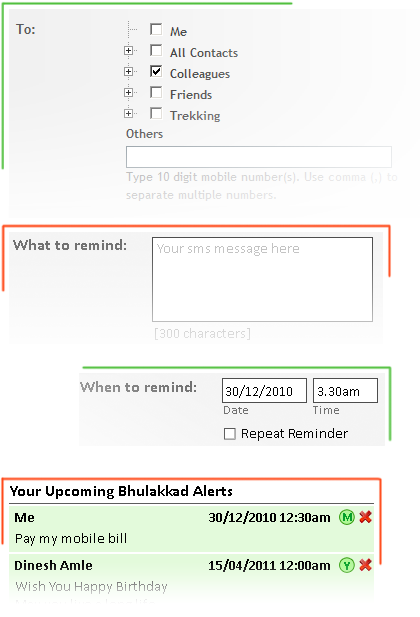 To:
Me
All Contacts
Colleagues
Friends
Trekking
Others
Type 10 digit mobile number(s). Use comma (,) to
separate multiple numbers.
What to remind:
Your sms message here
[300 characters]
When to remind:
30/12/2010 3.30am
Date Time
Repeat Reminder
Your Upcoming Bhulakkad Alerts
Me 30/12/2010 12:30am M
Pay my mobile bill
Dinesh Amle 15/04/2011 12:00am Y
Wish You Happy Birthday